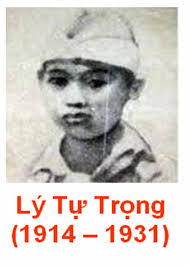 Lý Tự Trọng
(1914 – 1931)